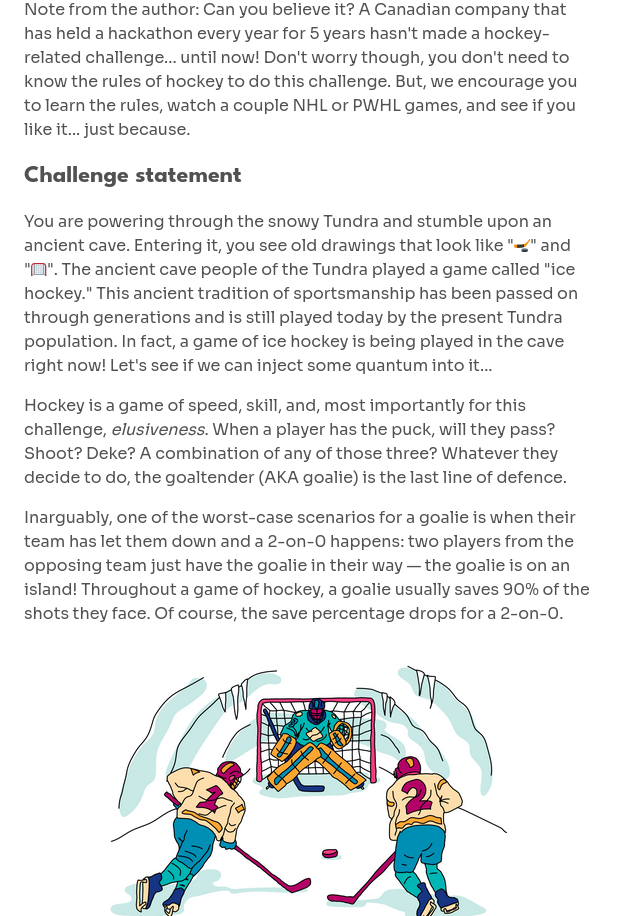 Note from the author: Can you believe it? A Canadian company that
has held a hackathon every year for 5 years hasn't made a hockey-
related challenge... until now! Don't worry though, you don't need to
know the rules of hockey to do this challenge. But, we encourage you
to learn the rules, watch a couple NHL or PWHL games, and see if you
like it... just because.
Challenge statement
You are powering through the snowy Tundra and stumble upon an
ancient cave. Entering it, you see old drawings that look like "🏒" and
"🥅". The ancient cave people of the Tundra played a game called "ice
hockey." This ancient tradition of sportsmanship has been passed on
through generations and is still played today by the present Tundra
population. In fact, a game of ice hockey is being played in the cave
right now! Let's see if we can inject some quantum into it...
Hockey is a game of speed, skill, and, most importantly for this
challenge, elusiveness. When a player has the puck, will they pass?
Shoot? Deke? A combination of any of those three? Whatever they
decide to do, the goaltender (AKA goalie) is the last line of defence.
Inarguably, one of the worst-case scenarios for a goalie is when their
team has let them down and a 2-on-0 happens: two players from the
opposing team just have the goalie in their way — the goalie is on an
island! Throughout a game of hockey, a goalie usually saves 90% of the
shots they face. Of course, the save percentage drops for a 2-on-0.
1
2